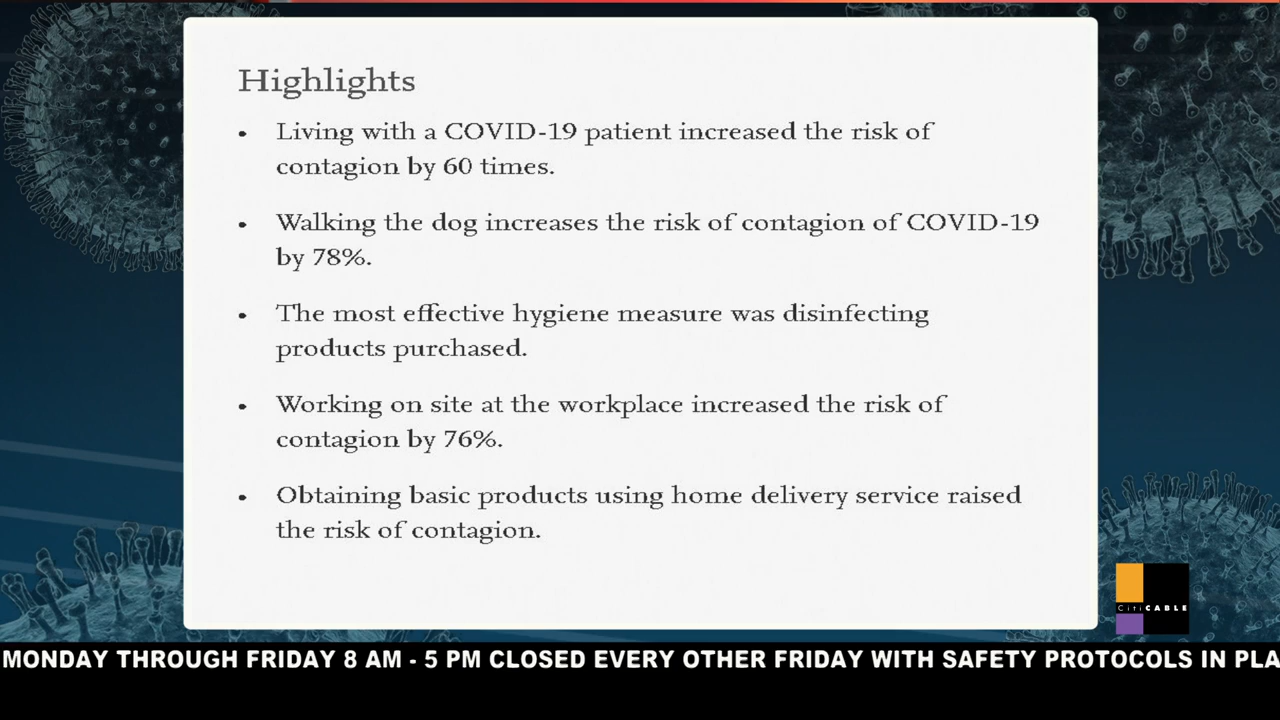 Highlights
• Living with a COVID-19 patient increased the risk of
contagion by 60 times.
• Walking the dog increases the risk of contagion of COVID-19
by 78%.
• The most effective hygiene measure was disinfecting
products purchased.
• Working on site at the workplace increased the risk of
contagion by 76%.
• Obtaining basic products using home delivery service raised
the risk of contagion.
CitiCABLE
MONDAY THROUGH FRIDAY 8 AM - 5 PM CLOSED EVERY OTHER FRIDAY WITH SAFETY PROTOCOLS IN PLA